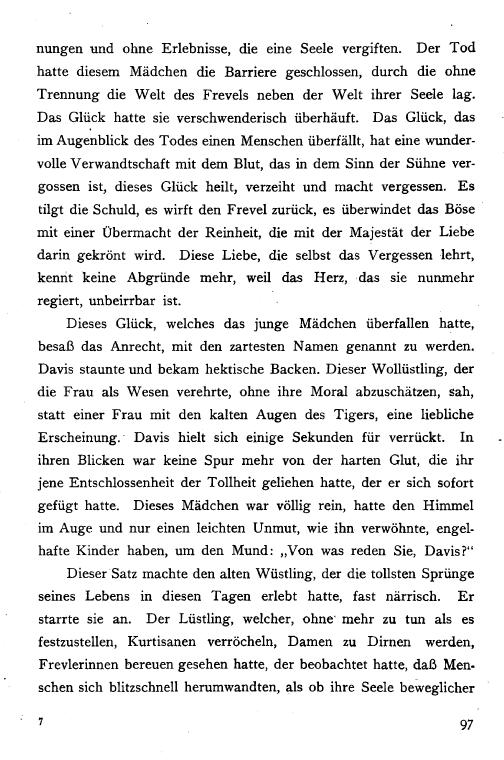 nungen und ohne Erlebnisse, die eine Seele vergiften. Der Tod
hatte diesem Mädchen die Barriere geschlossen, durch die ohne
Trennung die Welt des Frevels neben der Welt ihrer Seele lag.
Das Glück hatte sie verschwenderisch überhäuft. Das Glück, das
im Augenblick des Todes einen Menschen überfällt, hat eine wunder-
volle Verwandtschaft mit dem Blut, das in dem Sinn der Sühne ver-
gossen ist, dieses Glück heilt, verzeiht und macht vergessen. Es
tilgt die Schuld, es wirft den Frevel zurück, es überwindet das Böse
mit einer Übermacht der Reinheit, die mit der Majestät der Liebe
darin gekrönt wird. Diese Liebe, die selbst das Vergessen lehrt,
kennt keine Abgründe mehr, weil das Herz, das sie nunmehr
regiert, unbeirrbar ist.
Dieses Glück, welches das junge Mädchen überfallen hatte,
besaß das Anrecht, mit den zartesten Namen genannt zu werden.
Davis staunte und bekam hektische Backen. Dieser Wollüstling, der
die Frau als Wesen verehrte, ohne ihre Moral abzuschätzen, sah,
statt einer Frau mit den kalten Augen des Tigers, eine liebliche
Erscheinung. Davis hielt sich einige Sekunden für verrückt. In
ihren Blicken war keine Spur mehr von der harten Glut, die ihr
jene Entschlossenheit der Tollheit geliehen hatte, der er sich sofort
gefügt hatte. Dieses Mädchen war völlig rein, hatte den Himmel
im Auge und nur einen leichten Unmut, wie ihn verwöhnte, engel-
hafte Kinder haben, um den Mund: „Von was reden Sie, Davis?“
Dieser Satz machte den alten Wüstling, der die tollsten Sprünge
seines Lebens in diesen Tagen erlebt hatte, fast närrisch. Er
starrte sie an. Der Lüstling, welcher, ohne mehr zu tun als es
festzustellen, Kurtisanen verröcheln, Damen zu Dirnen werden,
Frevlerinnen bereuen gesehen hatte, der beobachtet hatte, daß Men-
schen sich blitzschnell herumwandten, als ob ihre Seele beweglicher
7
97